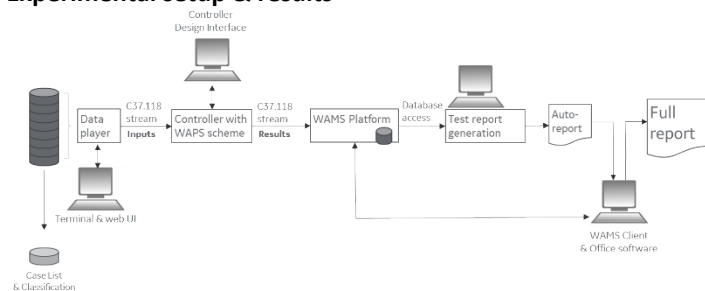 Experimental setup & results
Controller
Design Interface
C37.118
stream
Inputs
C37.118
stream
Results
Database
access
Data
player
Controller with
WAPS scheme
WAMS Platform
Test report
generation
Auto-
report
Full
report
Terminal & web UI
WAMS Client
& Office software
Case List
& Classification